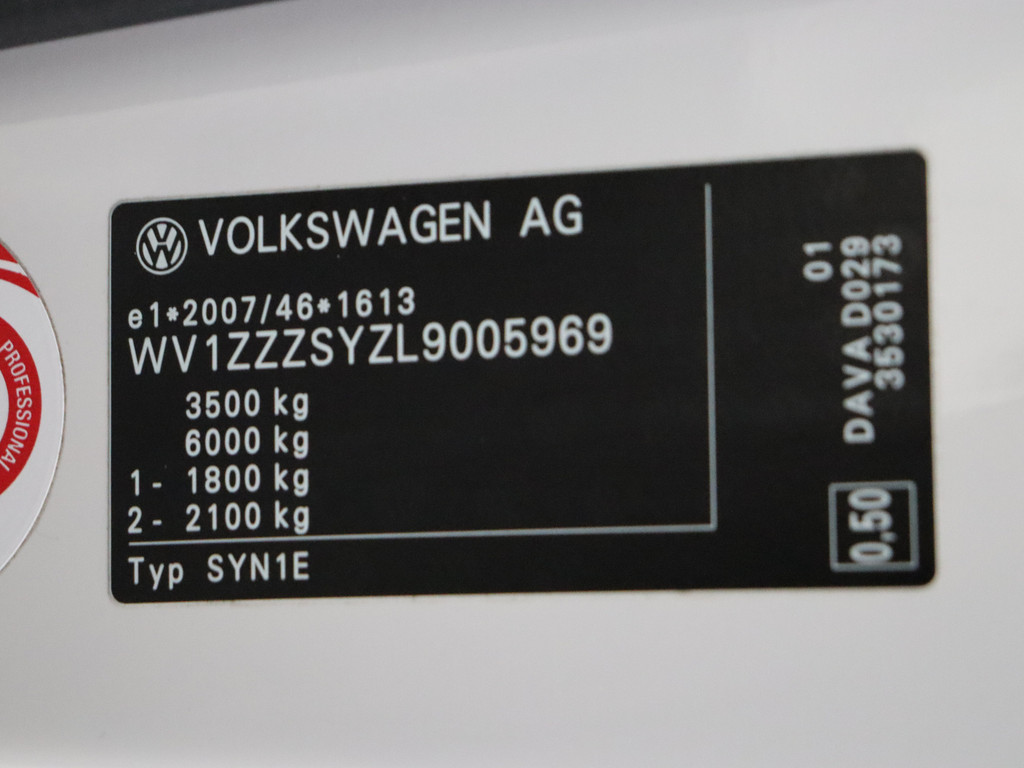 VOLKSWAGEN AG
e1*2007/46*1613
WV1ZZZSYZL9005969
3500 kg
6000 kg
1- 1800 kg
2- 2100 kg
Typ SYN1E
01
DAVA D029
3530173
0,50
PROFESSIONAL